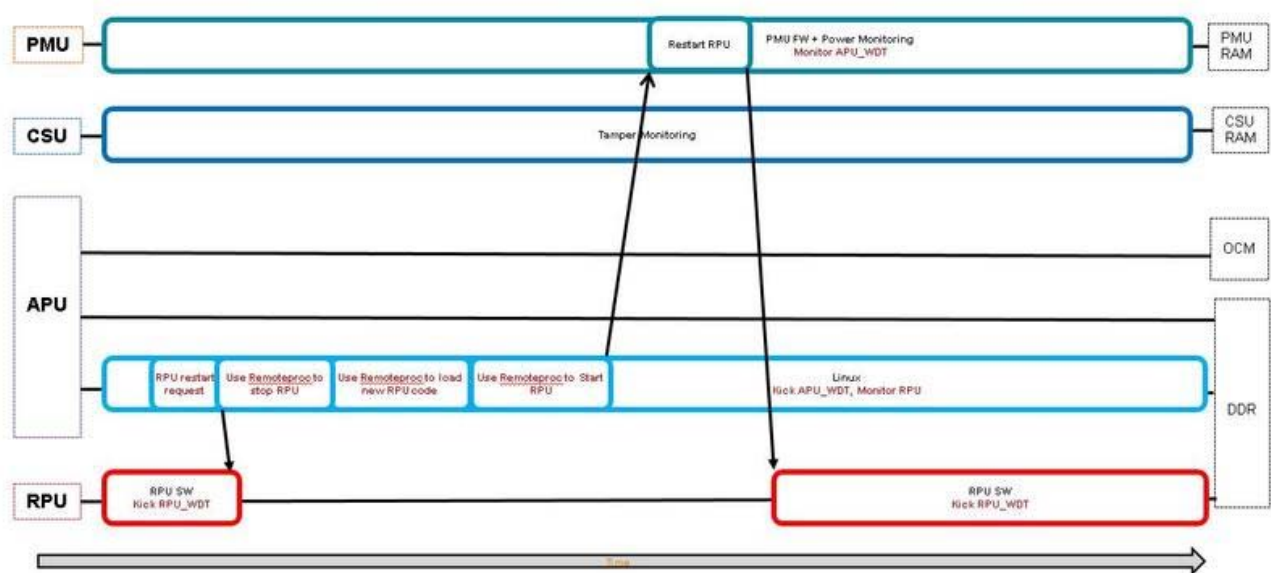 PMU
Restart RPU
PMU FW + Power Monitoring
Monitor APU_WDT
PMU
RAM
CSU
Tamper Monitoring
CSU
RAM
APU
OCM
RPU restart
request
Use Remoteproc to
stop RPU
Use Remoteproc to load
new RPU code
Use Remoteproc to Start
RPU
Linux
Kick APU_WDT, Monitor RPU
DDR
RPU
RPU SW
Kick RPU_WDT
RPU SW
Kick RPU_WDT
Time